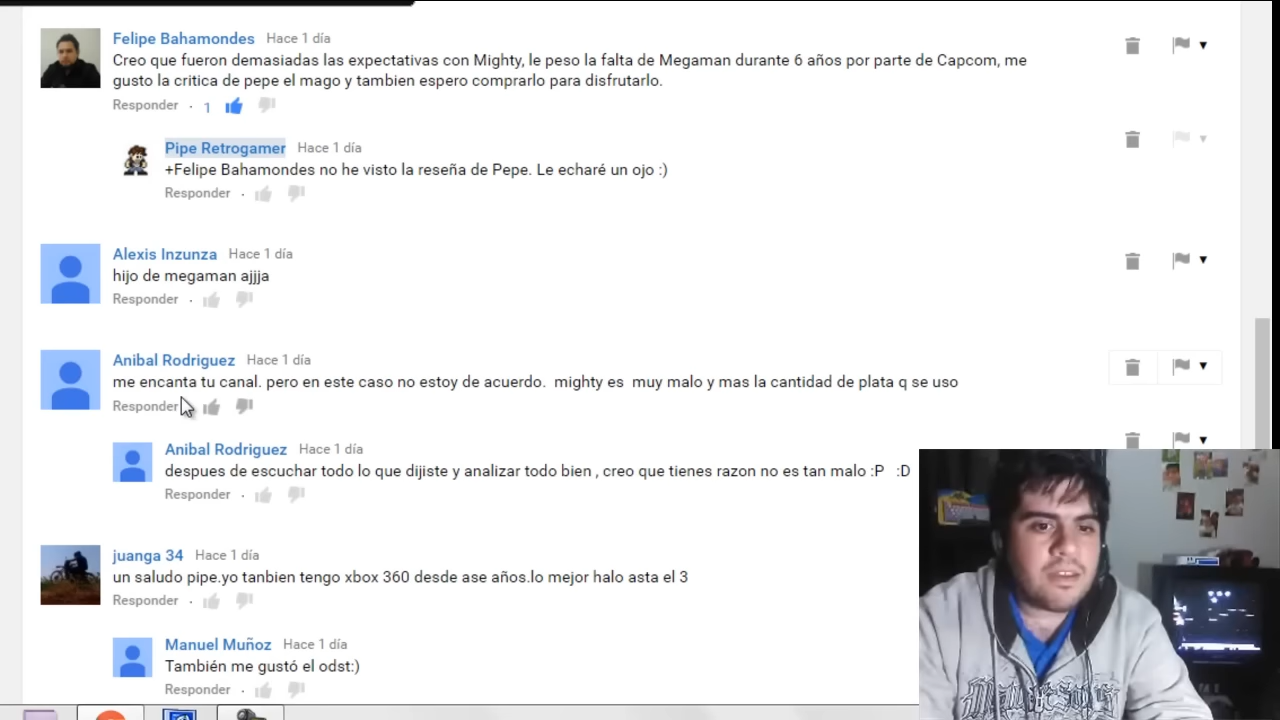 Felipe Bahamondes Hace 1 día
Creo que fueron demasiadas las expectativas con Mighty, le peso la falta de Megaman durante 6 años por parte de Capcom, me
gusto la critica de pepe el mago y tambien espero comprarlo para disfrutarlo.
Responder · 1
Pipe Retrogamer Hace 1 día
+Felipe Bahamondes no he visto la reseña de Pepe. Le echaré un ojo :)
Responder ·
Alexis Inzunza Hace 1 día
hijo de megaman ajjja
Responder ·
Anibal Rodriguez Hace 1 día
me encanta tu canal. pero en este caso no estoy de acuerdo. mighty es muy malo y mas la cantidad de plata q se uso
Responder
Anibal Rodriguez Hace 1 día
despues de escuchar todo lo que dijiste y analizar todo bien , creo que tienes razon no es tan malo :P :D
Responder ·
juanga 34 Hace 1 día
un saludo pipe.yo tanbien tengo xbox 360 desde ase años.lo mejor halo asta el 3
Responder ·
Manuel Muñoz Hace 1 día
También me gustó el odst:)
Responder ·